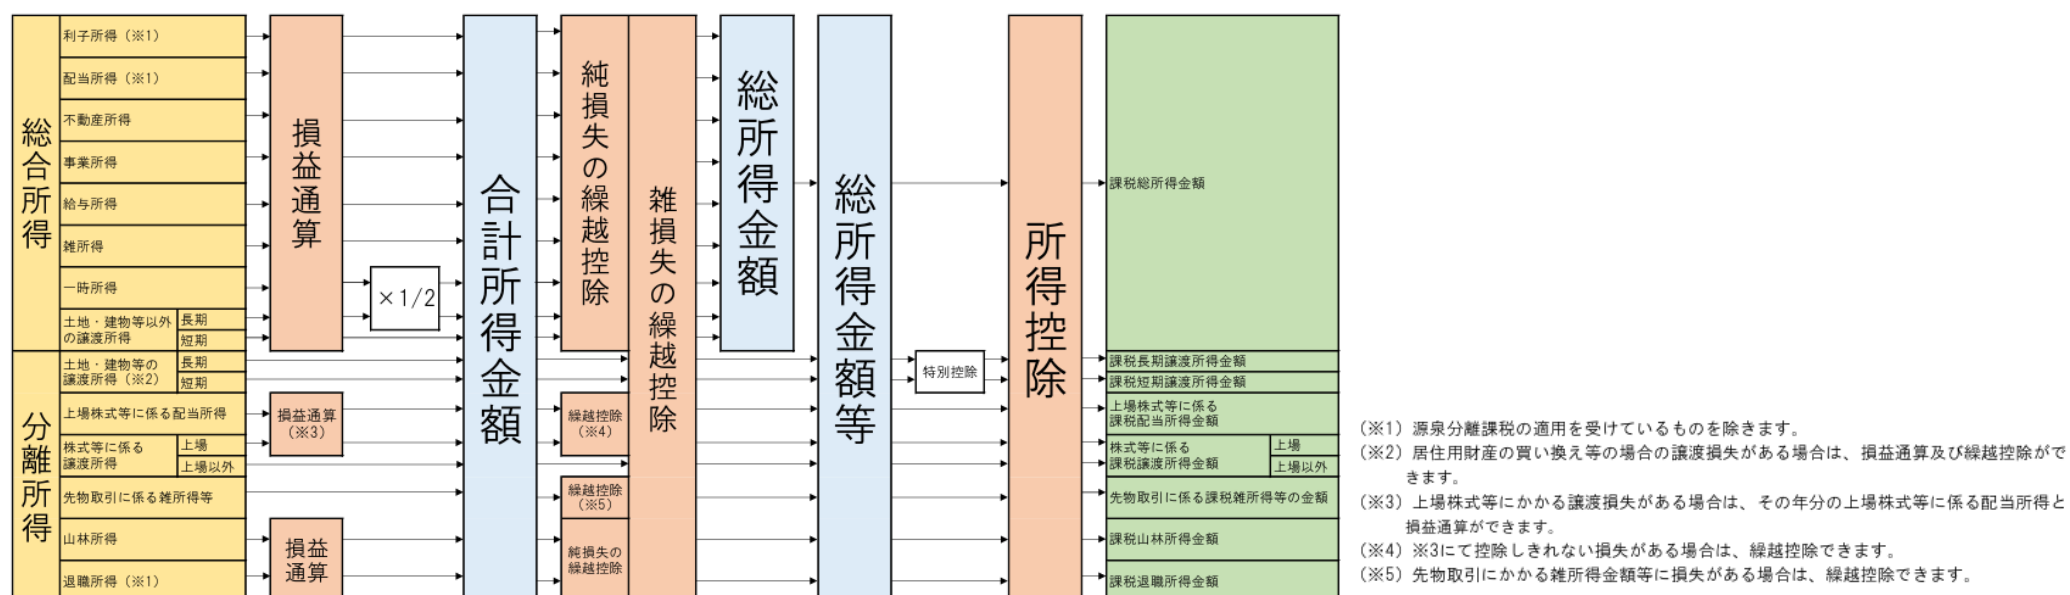 総合所得
利子所得（※1）
配当所得（※1）
不動産所得
事業所得
給与所得
雑所得
一時所得
土地・建物等以外
の譲渡所得
長期
短期
分離所得
土地・建物等の
譲渡所得（※2）
長期
短期
上場株式等に係る配当所得
株式等に係る
譲渡所得
上場
上場以外
先物取引に係る雑所得等
山林所得
退職所得（※1）
損益通算
損益通算
（※3）
損益
通算
×1/2
合計所得金額
純損失の繰越控除
繰越控除
（※4）
繰越控除
（※5）
純損失の
繰越控除
雑損失の繰越控除
総所得金額
総所得金額等
特別控除
所得控除
課税総所得金額
課税長期譲渡所得金額
課税短期譲渡所得金額
上場株式等に係る
課税配当所得金額
株式等に係る
課税譲渡所得金額
上場
上場以外
先物取引に係る課税雑所得等の金額
課税山林所得金額
課税退職所得金額
（※1）源泉分離課税の適用を受けているものを除きます。
（※2）居住用財産の買い換え等の場合の譲渡損失がある場合は、損益通算及び繰越控除がで
きます。
（※3）上場株式等にかかる譲渡損失がある場合は、その年分の上場株式等に係る配当所得と
損益通算ができます。
（※4）※3にて控除しきれない損失がある場合は、繰越控除できます。
（※5）先物取引にかかる雑所得金額等に損失がある場合は、繰越控除できます。